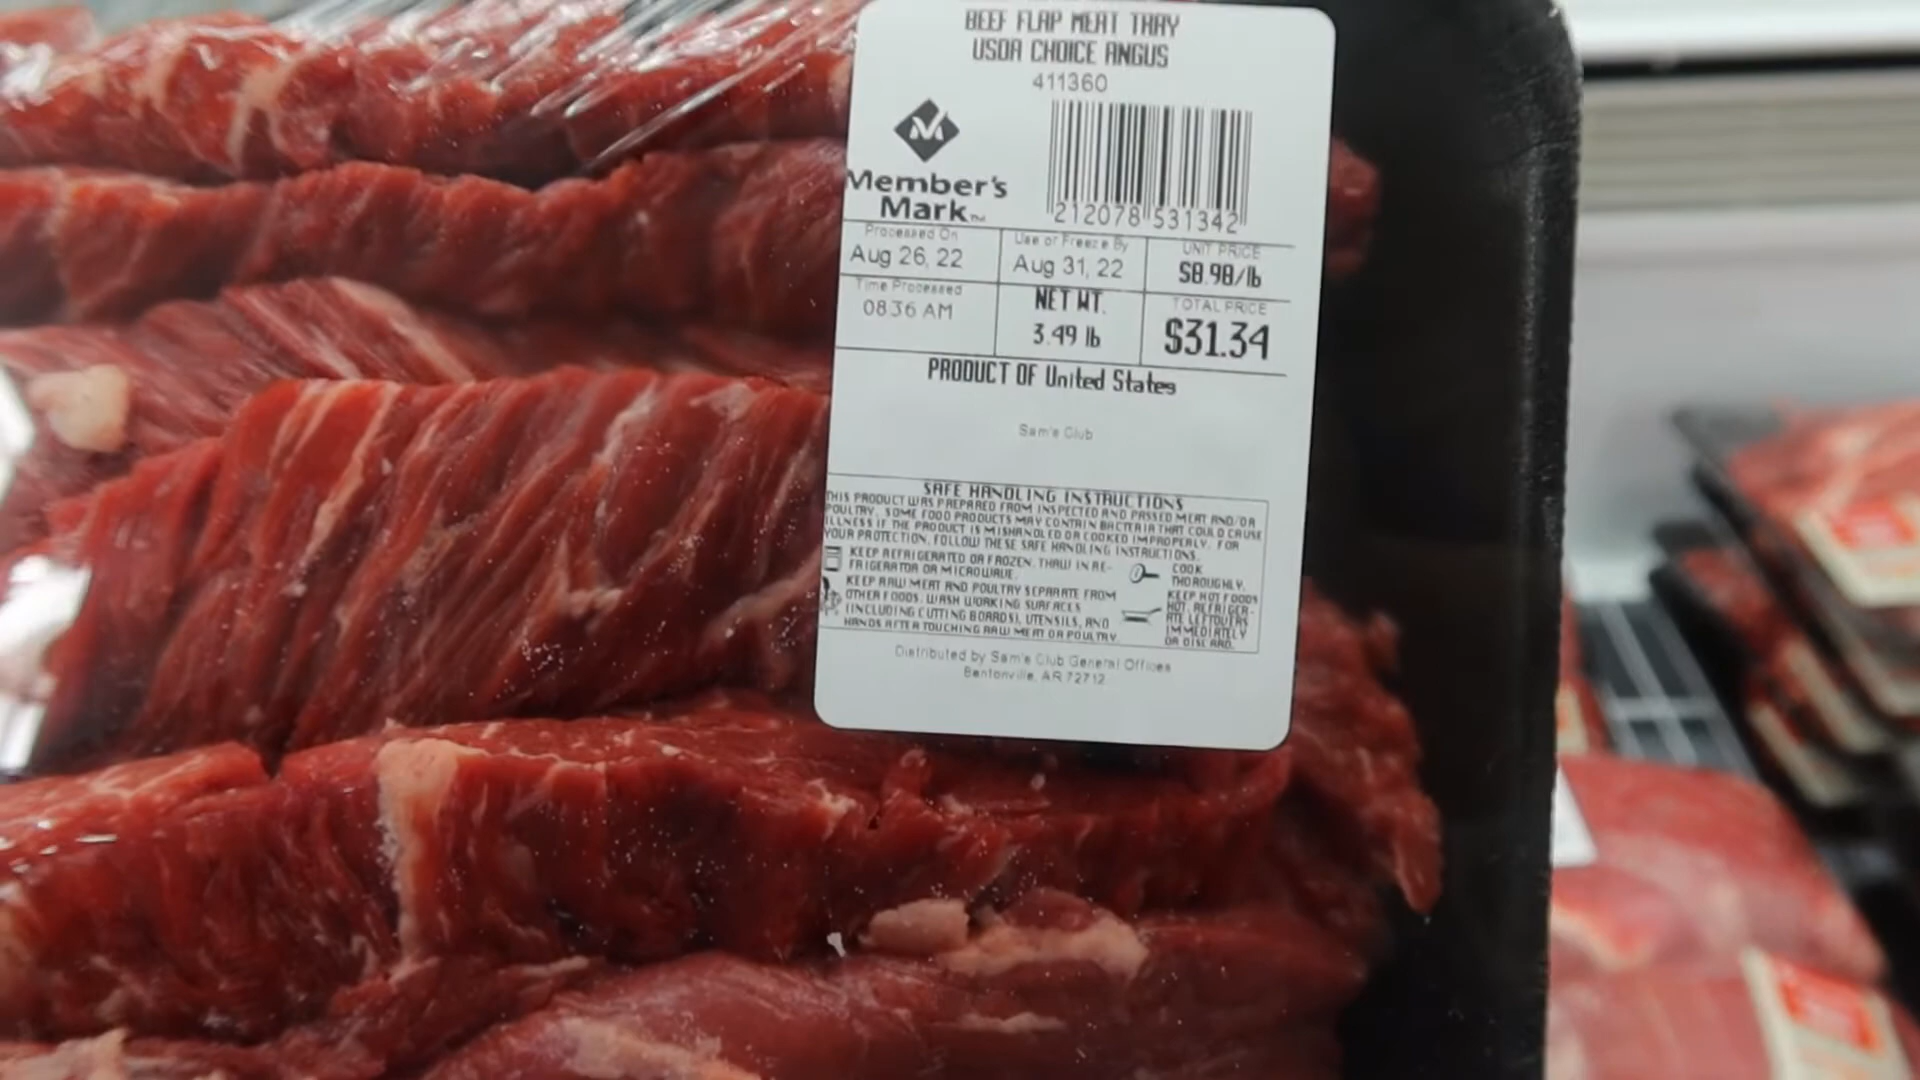 BEEF FLAP MEAT TRAY
USDA CHOICE ANGUS
411360
Member's
Mark™
212078 531342
Processed On
Aug 26, 22
Use or Freeze By
Aug 31, 22
UNIT PRICE
$8.98/lb
Time Processed
08:36 AM
NET WT.
3.49 lb
TOTAL PRICE
$31.34
PRODUCT OF United States
Sam's Club
SAFE HANDLING INSTRUCTIONS
THIS PRODUCT WAS PREPARED FROM INSPECTED AND PASSED MEAT AND/OR
POULTRY. SOME FOOD PRODUCTS MAY CONTAIN BACTERIA THAT COULD CAUSE
ILLNESS IF THE PRODUCT IS MISHANDLED OR COOKED IMPROPERLY. FOR
YOUR PROTECTION, FOLLOW THESE SAFE HANDLING INSTRUCTIONS.
KEEP REFRIGERATED OR FROZEN. THAW IN RE-
FRIGERATOR OR MICROWAVE.
KEEP RAW MEAT AND POULTRY SEPARATE FROM
OTHER FOODS. WASH WORKING SURFACES
(INCLUDING CUTTING BOARDS), UTENSILS, AND
HANDS AFTER TOUCHING RAW MEAT OR POULTRY.
COOK
THOROUGHLY.
KEEP HOT FOODS
HOT. REFRIGER-
ATE LEFTOVERS
IMMEDIATELY
OR DISCARD.
Distributed by Sam's Club General Offices
Bentonville, AR 72712